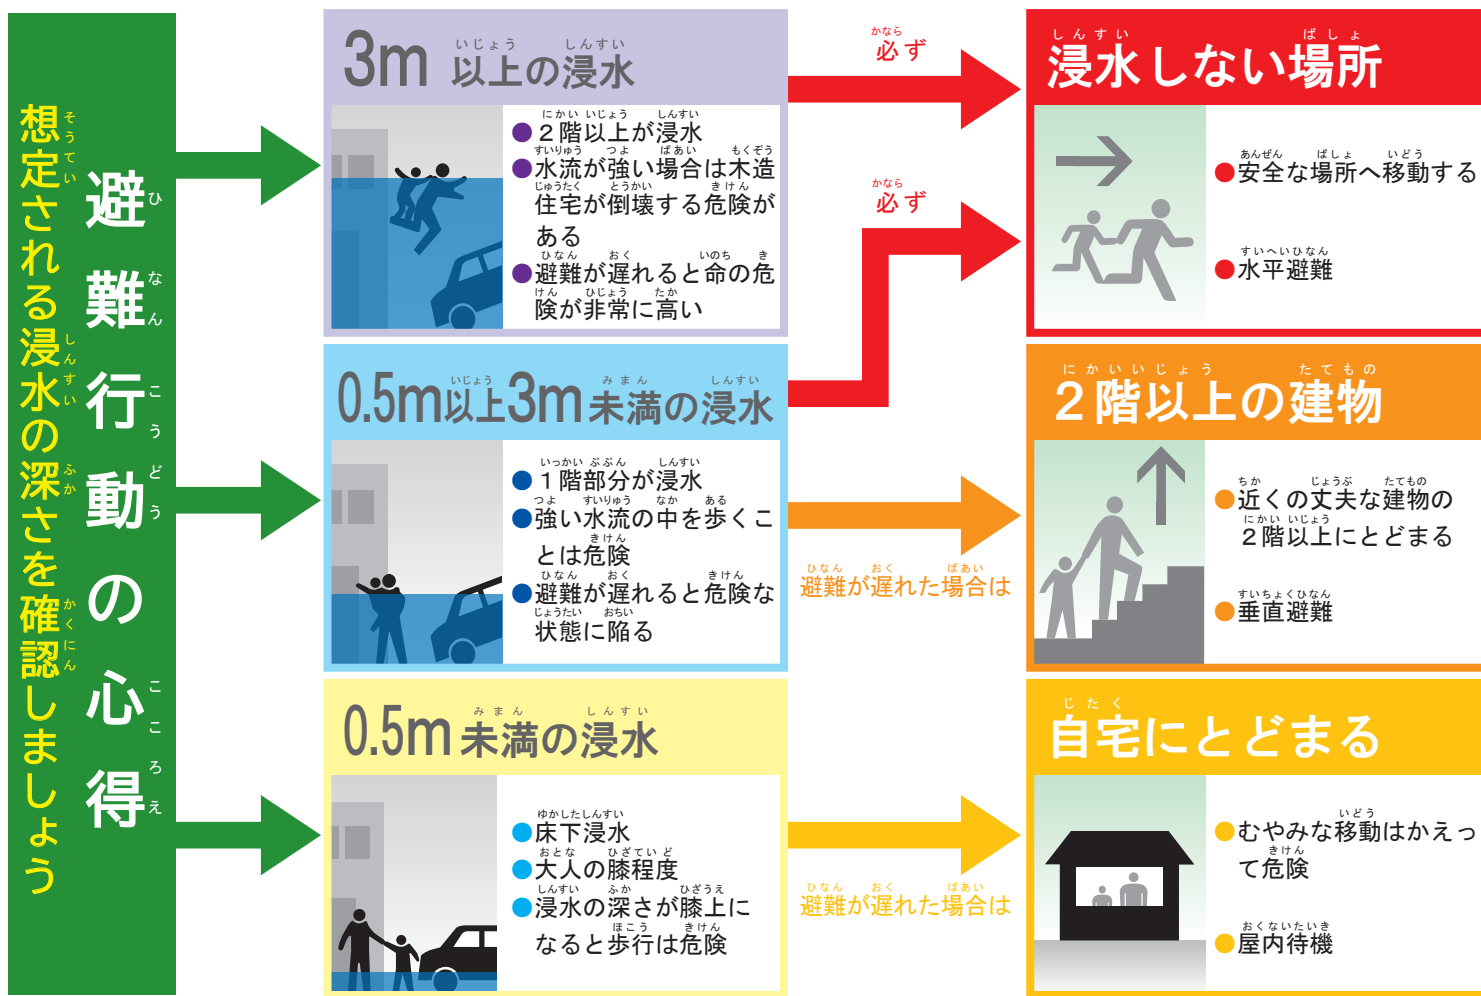 避難行動の心得
想定される浸水の深さを確認しましょう
3m 以上の浸水
●2階以上が浸水
●水流が強い場合は木造
住宅が倒壊する危険が
ある
●避難が遅れると命の危
険が非常に高い
必ず
必ず
浸水しない場所
●安全な場所へ移動する
●水平避難
0.5m以上3m未満の浸水
●1階部分が浸水
●強い水流の中を歩くこ
とは危険
●避難が遅れると危険な
状態に陥る
避難が遅れた場合は
2階以上の建物
●近くの丈夫な建物の
2階以上にとどまる
●垂直避難
0.5m未満の浸水
●床下浸水
●大人の膝程度
●浸水の深さが膝上に
なると歩行は危険
避難が遅れた場合は
自宅にとどまる
●むやみな移動はかえっ
て危険
●屋内待機